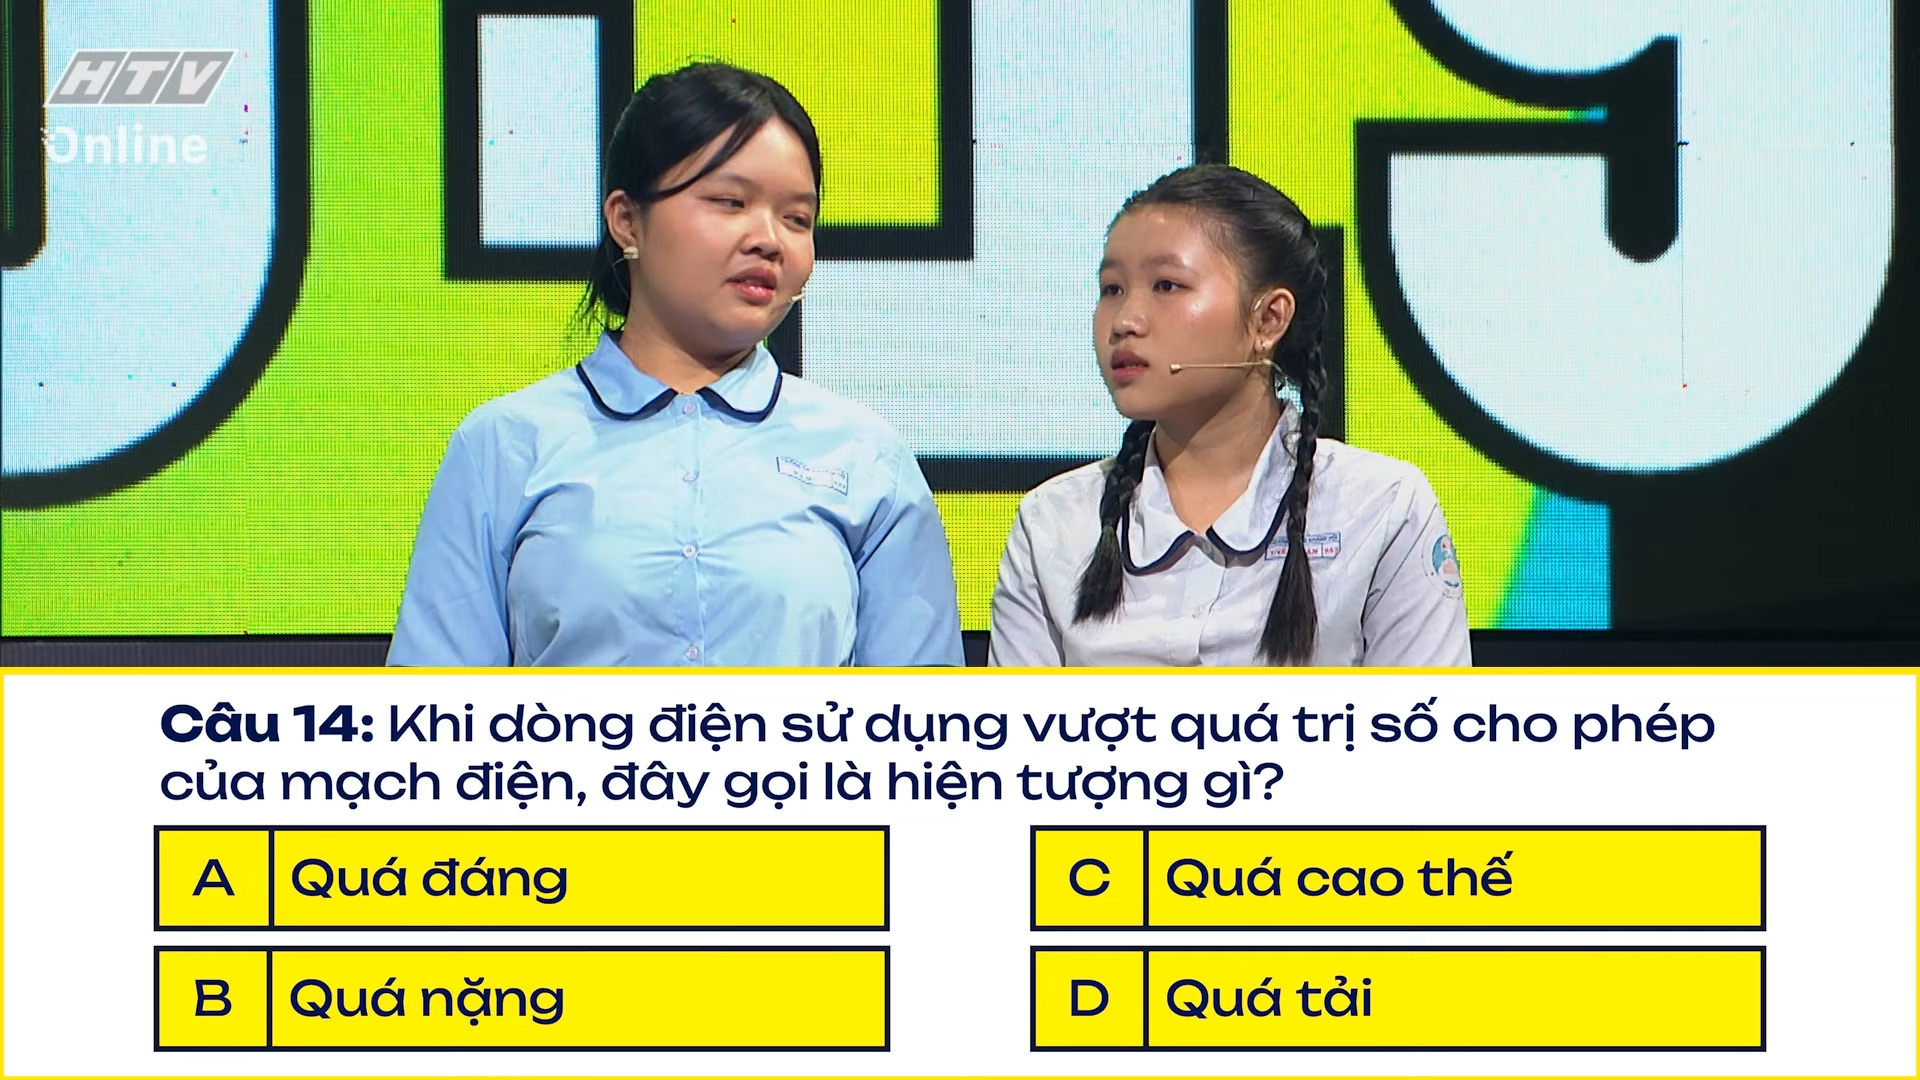 HTV
Online
Câu 14: Khi dòng điện sử dụng vượt quá trị số cho phép
của mạch điện, đây gọi là hiện tượng gì?
A Quá đáng
C Quá cao thế
B Quá nặng
D Quá tải